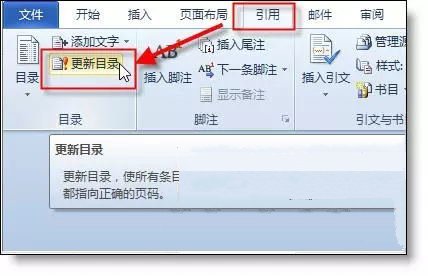 文件 开始 插入 页面布局 引用 邮件 审阅
目录
添加文字
更新目录
目录
插入脚注
AB
插入尾注
下一条脚注
显示备注
脚注
插入引文
管理源
样式:
书目
引文与书
更新目录
更新目录，使所有条目
都指向正确的页码。